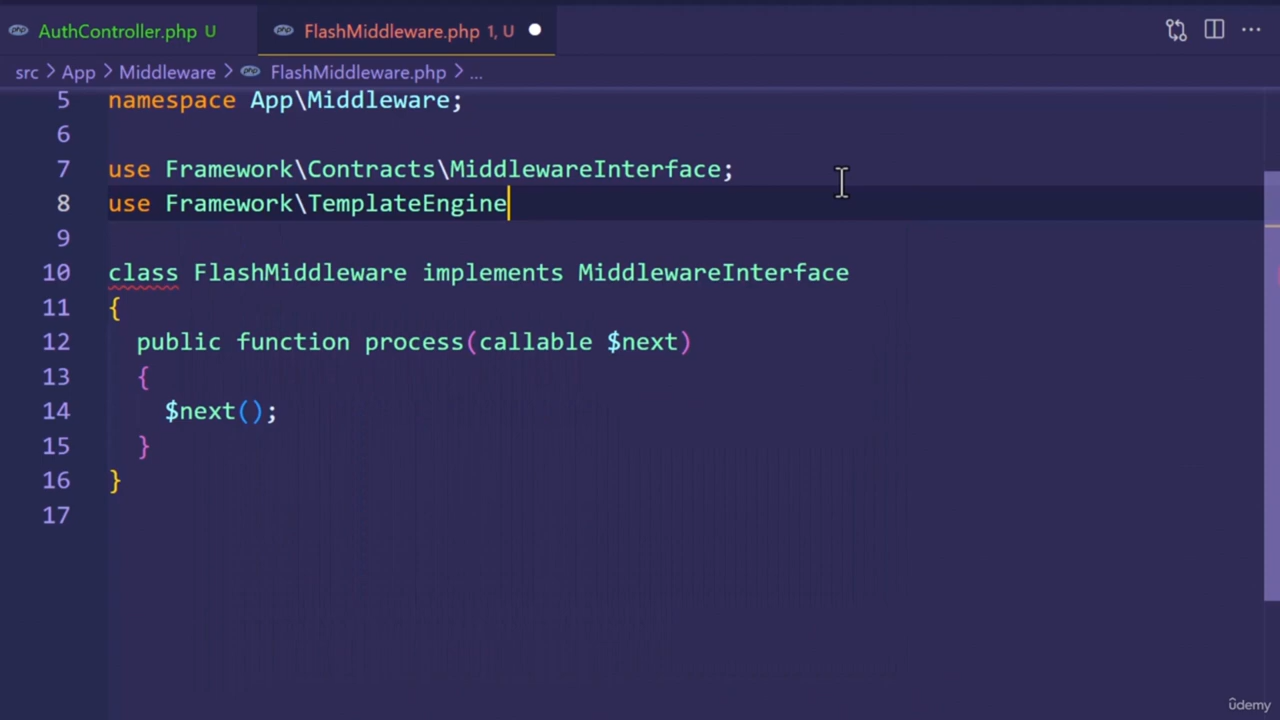 AuthController.php U
FlashMiddleware.php 1, U
src > App > Middleware > FlashMiddleware.php > ...
5 namespace App\Middleware;
6
7 use Framework\Contracts\MiddlewareInterface;
8 use Framework\TemplateEngine
9
10 class FlashMiddleware implements MiddlewareInterface
11 {
12 public function process(callable $next)
13 {
14 $next();
15 }
16 }
17
ûdemy